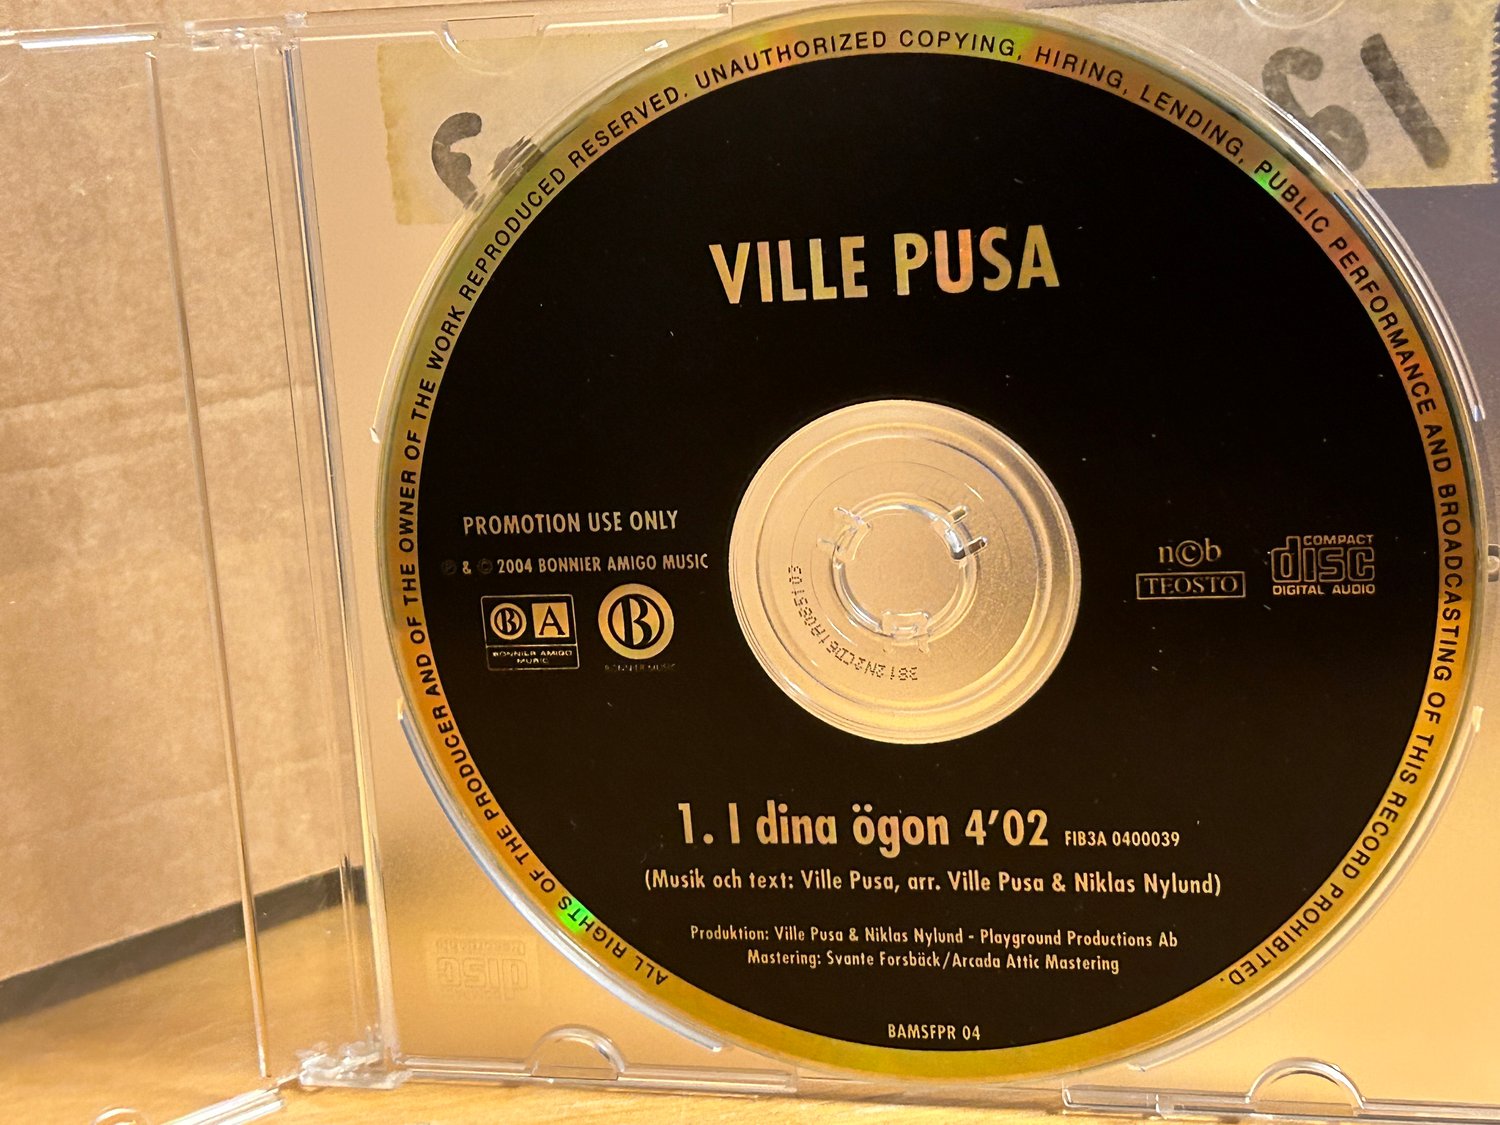 ALL RIGHTS OF THE PRODUCER AND OF THE OWNER OF THE WORK REPRODUCED RESERVED. UNAUTHORIZED COPYING, HIRING, LENDING, PUBLIC PERFORMANCE AND BROADCASTING OF THIS RECORD PROHIBITED.
VILLE PUSA
PROMOTION USE ONLY
℗ & © 2004 BONNIER AMIGO MUSIC
B A
BONNIER AMIGO
MUSIC
B
BONNIER MUSIC
n©b
TEOSTO
COMPACT
disc
DIGITAL AUDIO
1. I dina ögon 4’02 FIB3A 0400039
(Musik och text: Ville Pusa, arr. Ville Pusa & Niklas Nylund)
Produktion: Ville Pusa & Niklas Nylund - Playground Productions Ab
Mastering: Svante Forsbäck/Arcada Attic Mastering
BAMSFPR 04